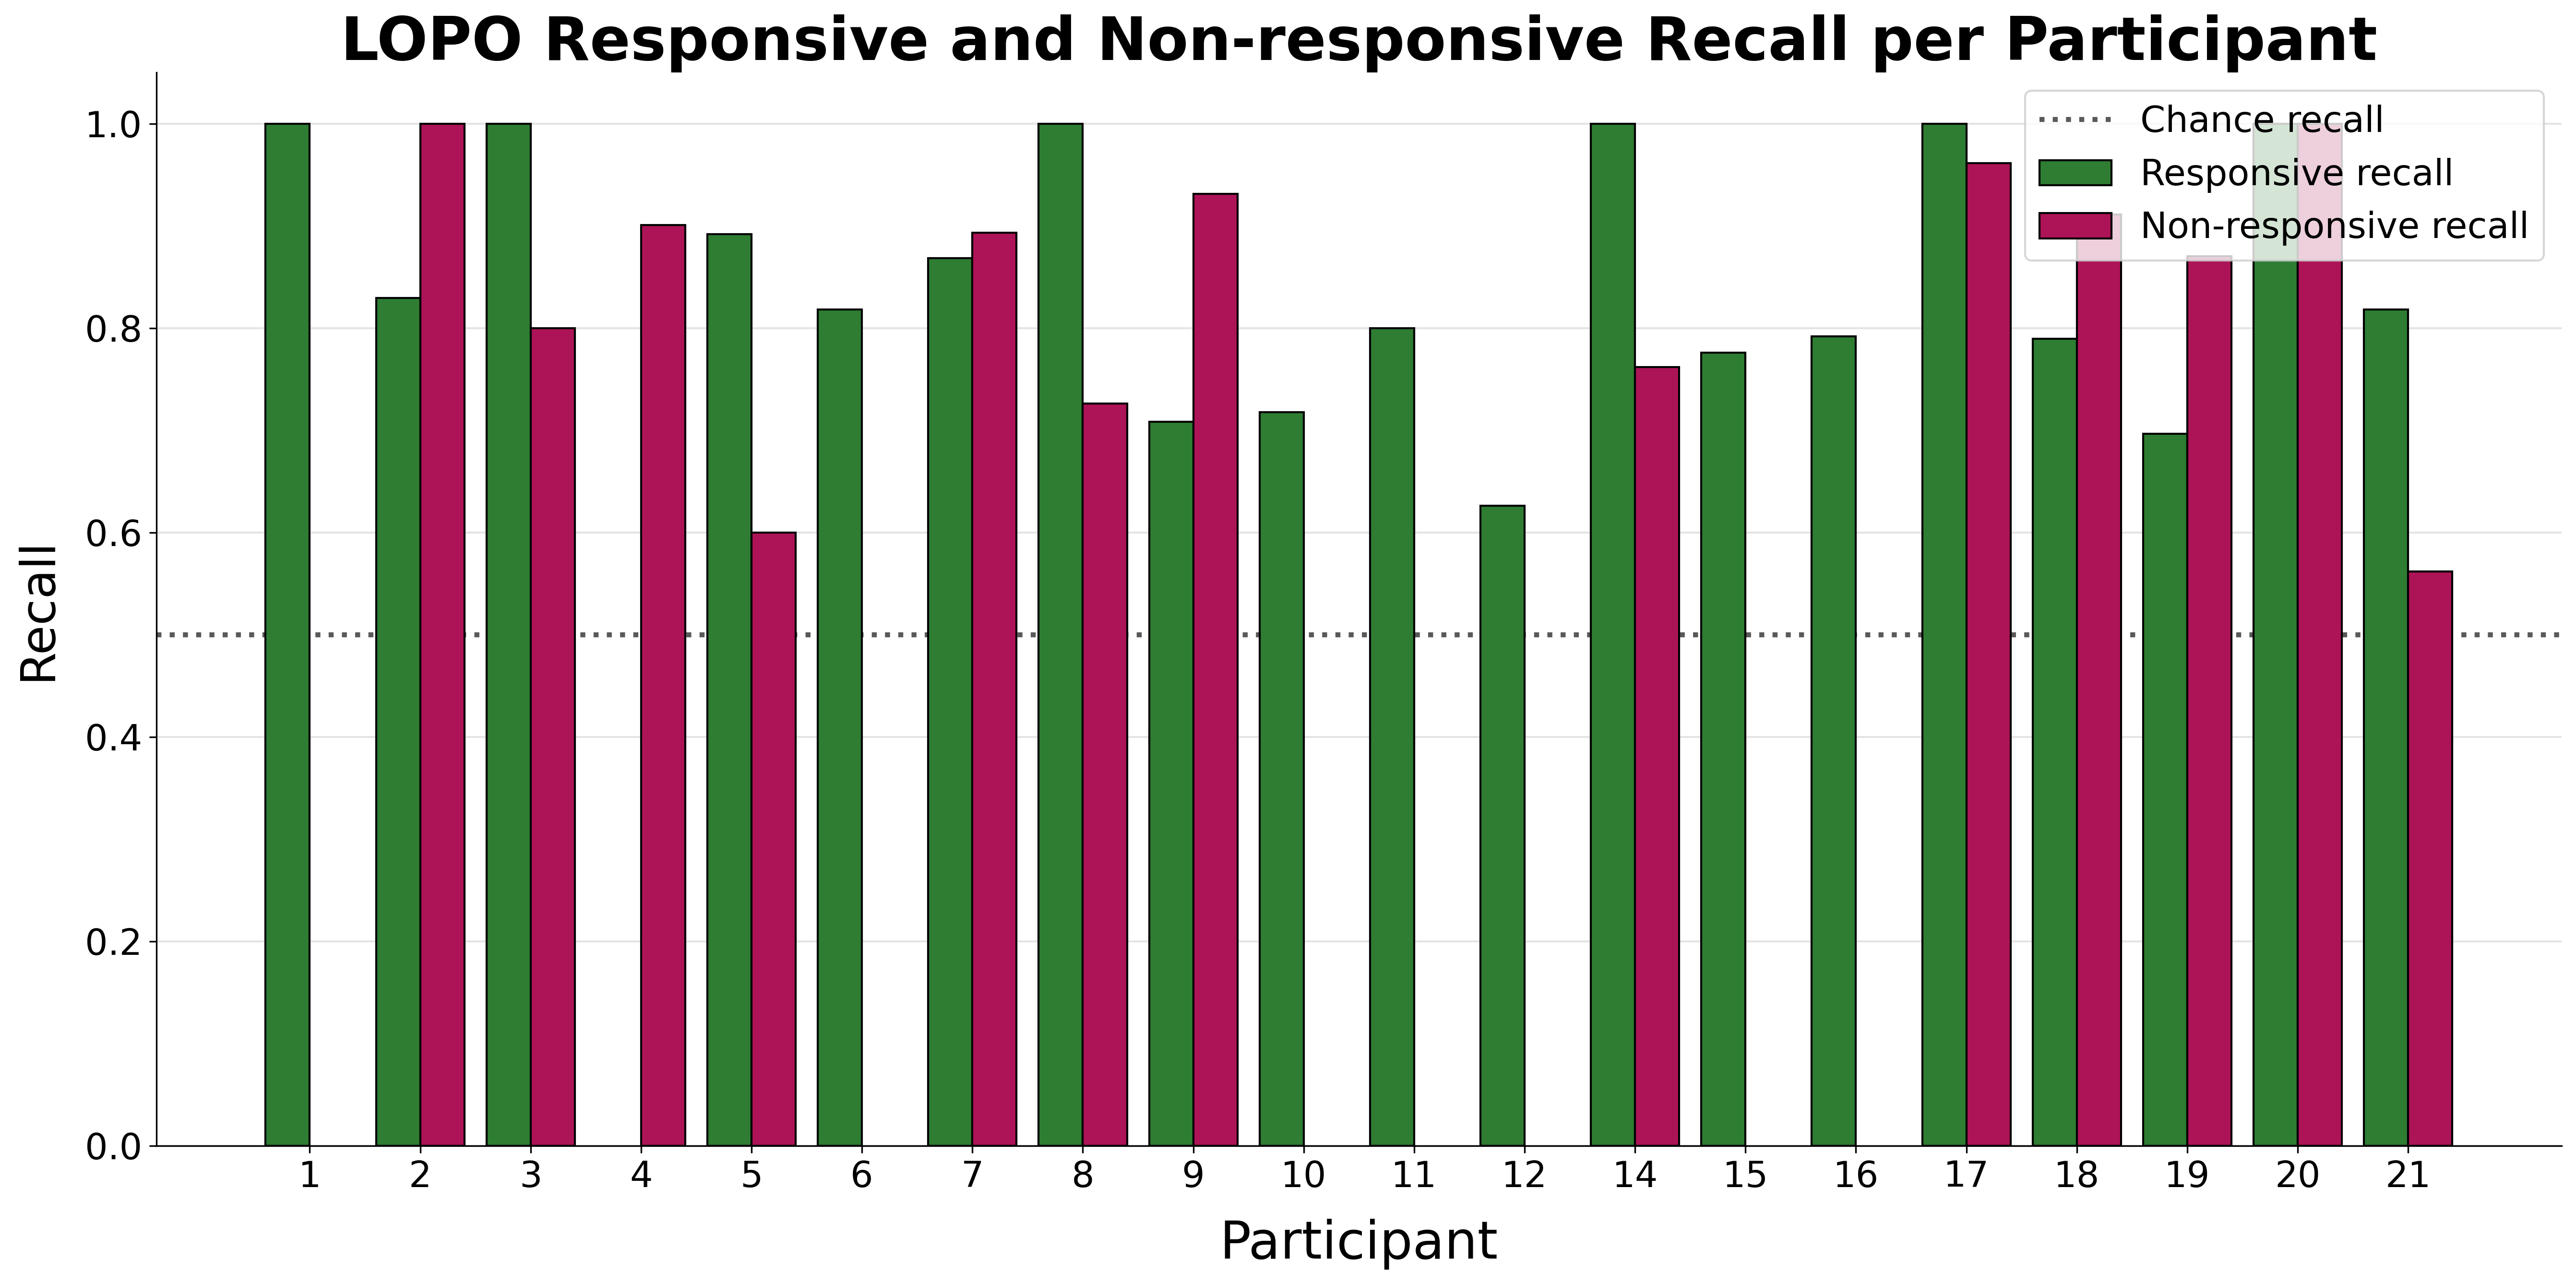 LOPO Responsive and Non-responsive Recall per Participant
Chance recall
Responsive recall
Non-responsive recall
1.0
0.8
0.6
0.4
0.2
0.0
Recall
1 2 3 4 5 6 7 8 9 10 11 12 14 15 16 17 18 19 20 21
Participant